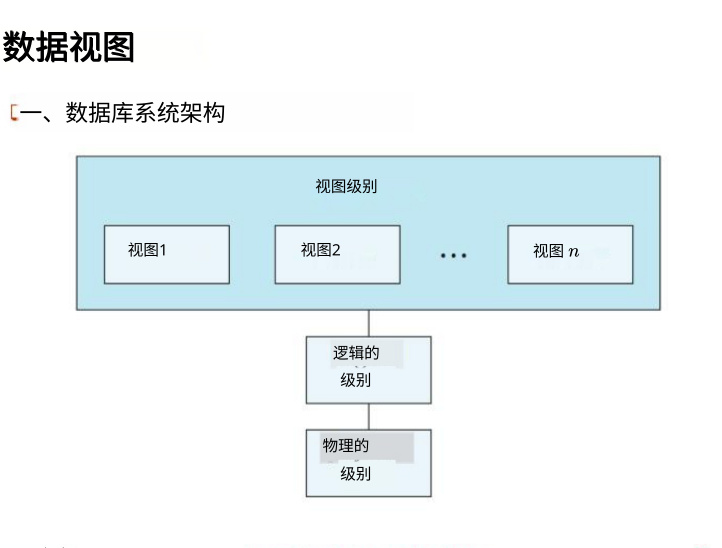 数据视图
一、数据库系统架构
视图级别
视图1 视图2 ... 视图 n
逻辑的
级别
物理的
级别